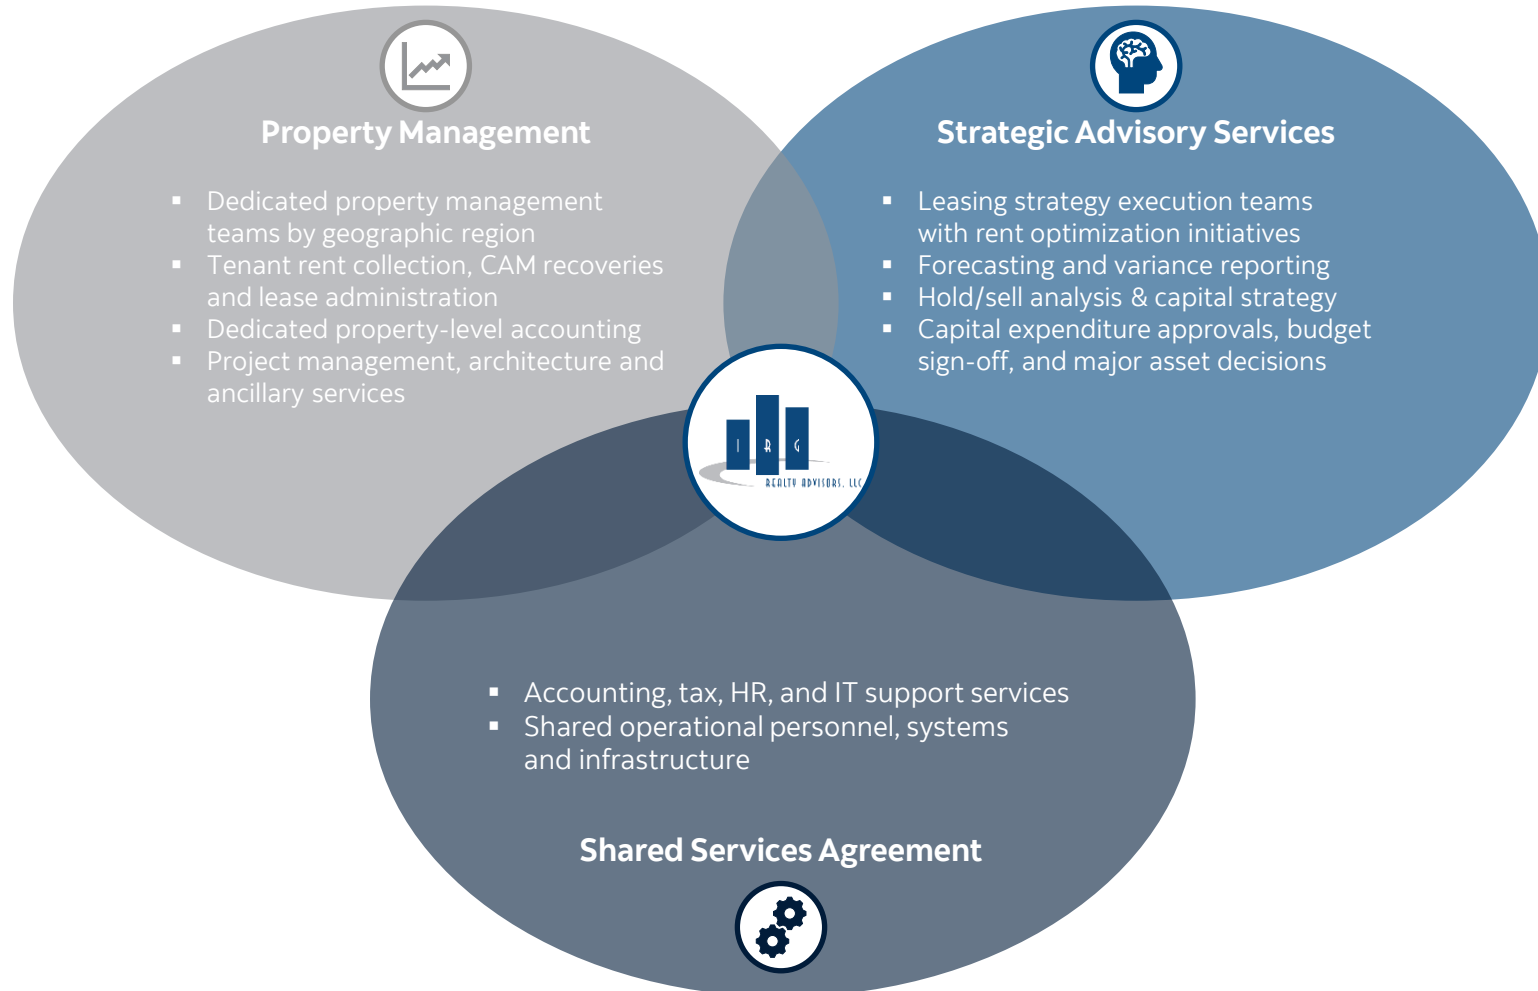 Property Management
▪ Dedicated property management
teams by geographic region
▪ Tenant rent collection, CAM recoveries
and lease administration
▪ Dedicated property-level accounting
▪ Project management, architecture and
ancillary services
Strategic Advisory Services
▪ Leasing strategy execution teams
with rent optimization initiatives
▪ Forecasting and variance reporting
▪ Hold/sell analysis & capital strategy
▪ Capital expenditure approvals, budget
sign-off, and major asset decisions
I R G
REALTY ADVISORS, LLC
▪ Accounting, tax, HR, and IT support services
▪ Shared operational personnel, systems
and infrastructure
Shared Services Agreement